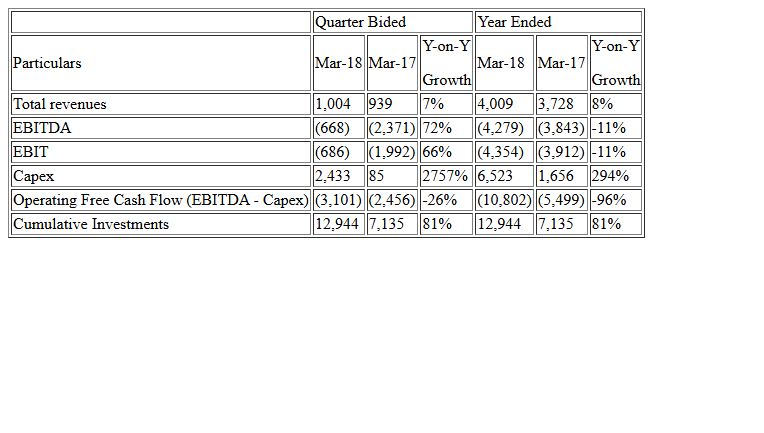 Quarter Bided Year Ended
Particulars Mar-18 Mar-17 Y-on-Y Growth Mar-18 Mar-17 Y-on-Y Growth
Total revenues 1,004 939 7% 4,009 3,728 8%
EBITDA (668) (2,371) 72% (4,279) (3,843) -11%
EBIT (686) (1,992) 66% (4,354) (3,912) -11%
Capex 2,433 85 2757% 6,523 1,656 294%
Operating Free Cash Flow (EBITDA - Capex) (3,101) (2,456) -26% (10,802) (5,499) -96%
Cumulative Investments 12,944 7,135 81% 12,944 7,135 81%